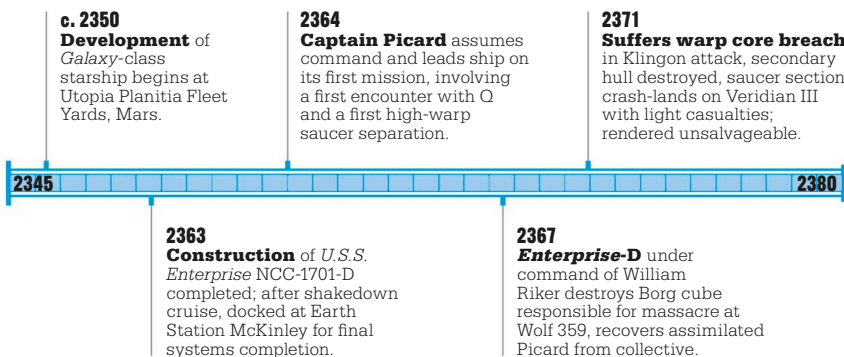 c. 2350
Development of
Galaxy-class
starship begins at
Utopia Planitia Fleet
Yards, Mars.
2364
Captain Picard assumes
command and leads ship on
its first mission, involving
a first encounter with Q
and a first high-warp
saucer separation.
2371
Suffers warp core breach
in Klingon attack, secondary
hull destroyed, saucer section
crash-lands on Veridian III
with light casualties;
rendered unsalvageable.
2345
2380
2363
Construction of U.S.S.
Enterprise NCC-1701-D
completed; after shakedown
cruise, docked at Earth
Station McKinley for final
systems completion.
2367
Enterprise-D under
command of William
Riker destroys Borg cube
responsible for massacre at
Wolf 359, recovers assimilated
Picard from collective.